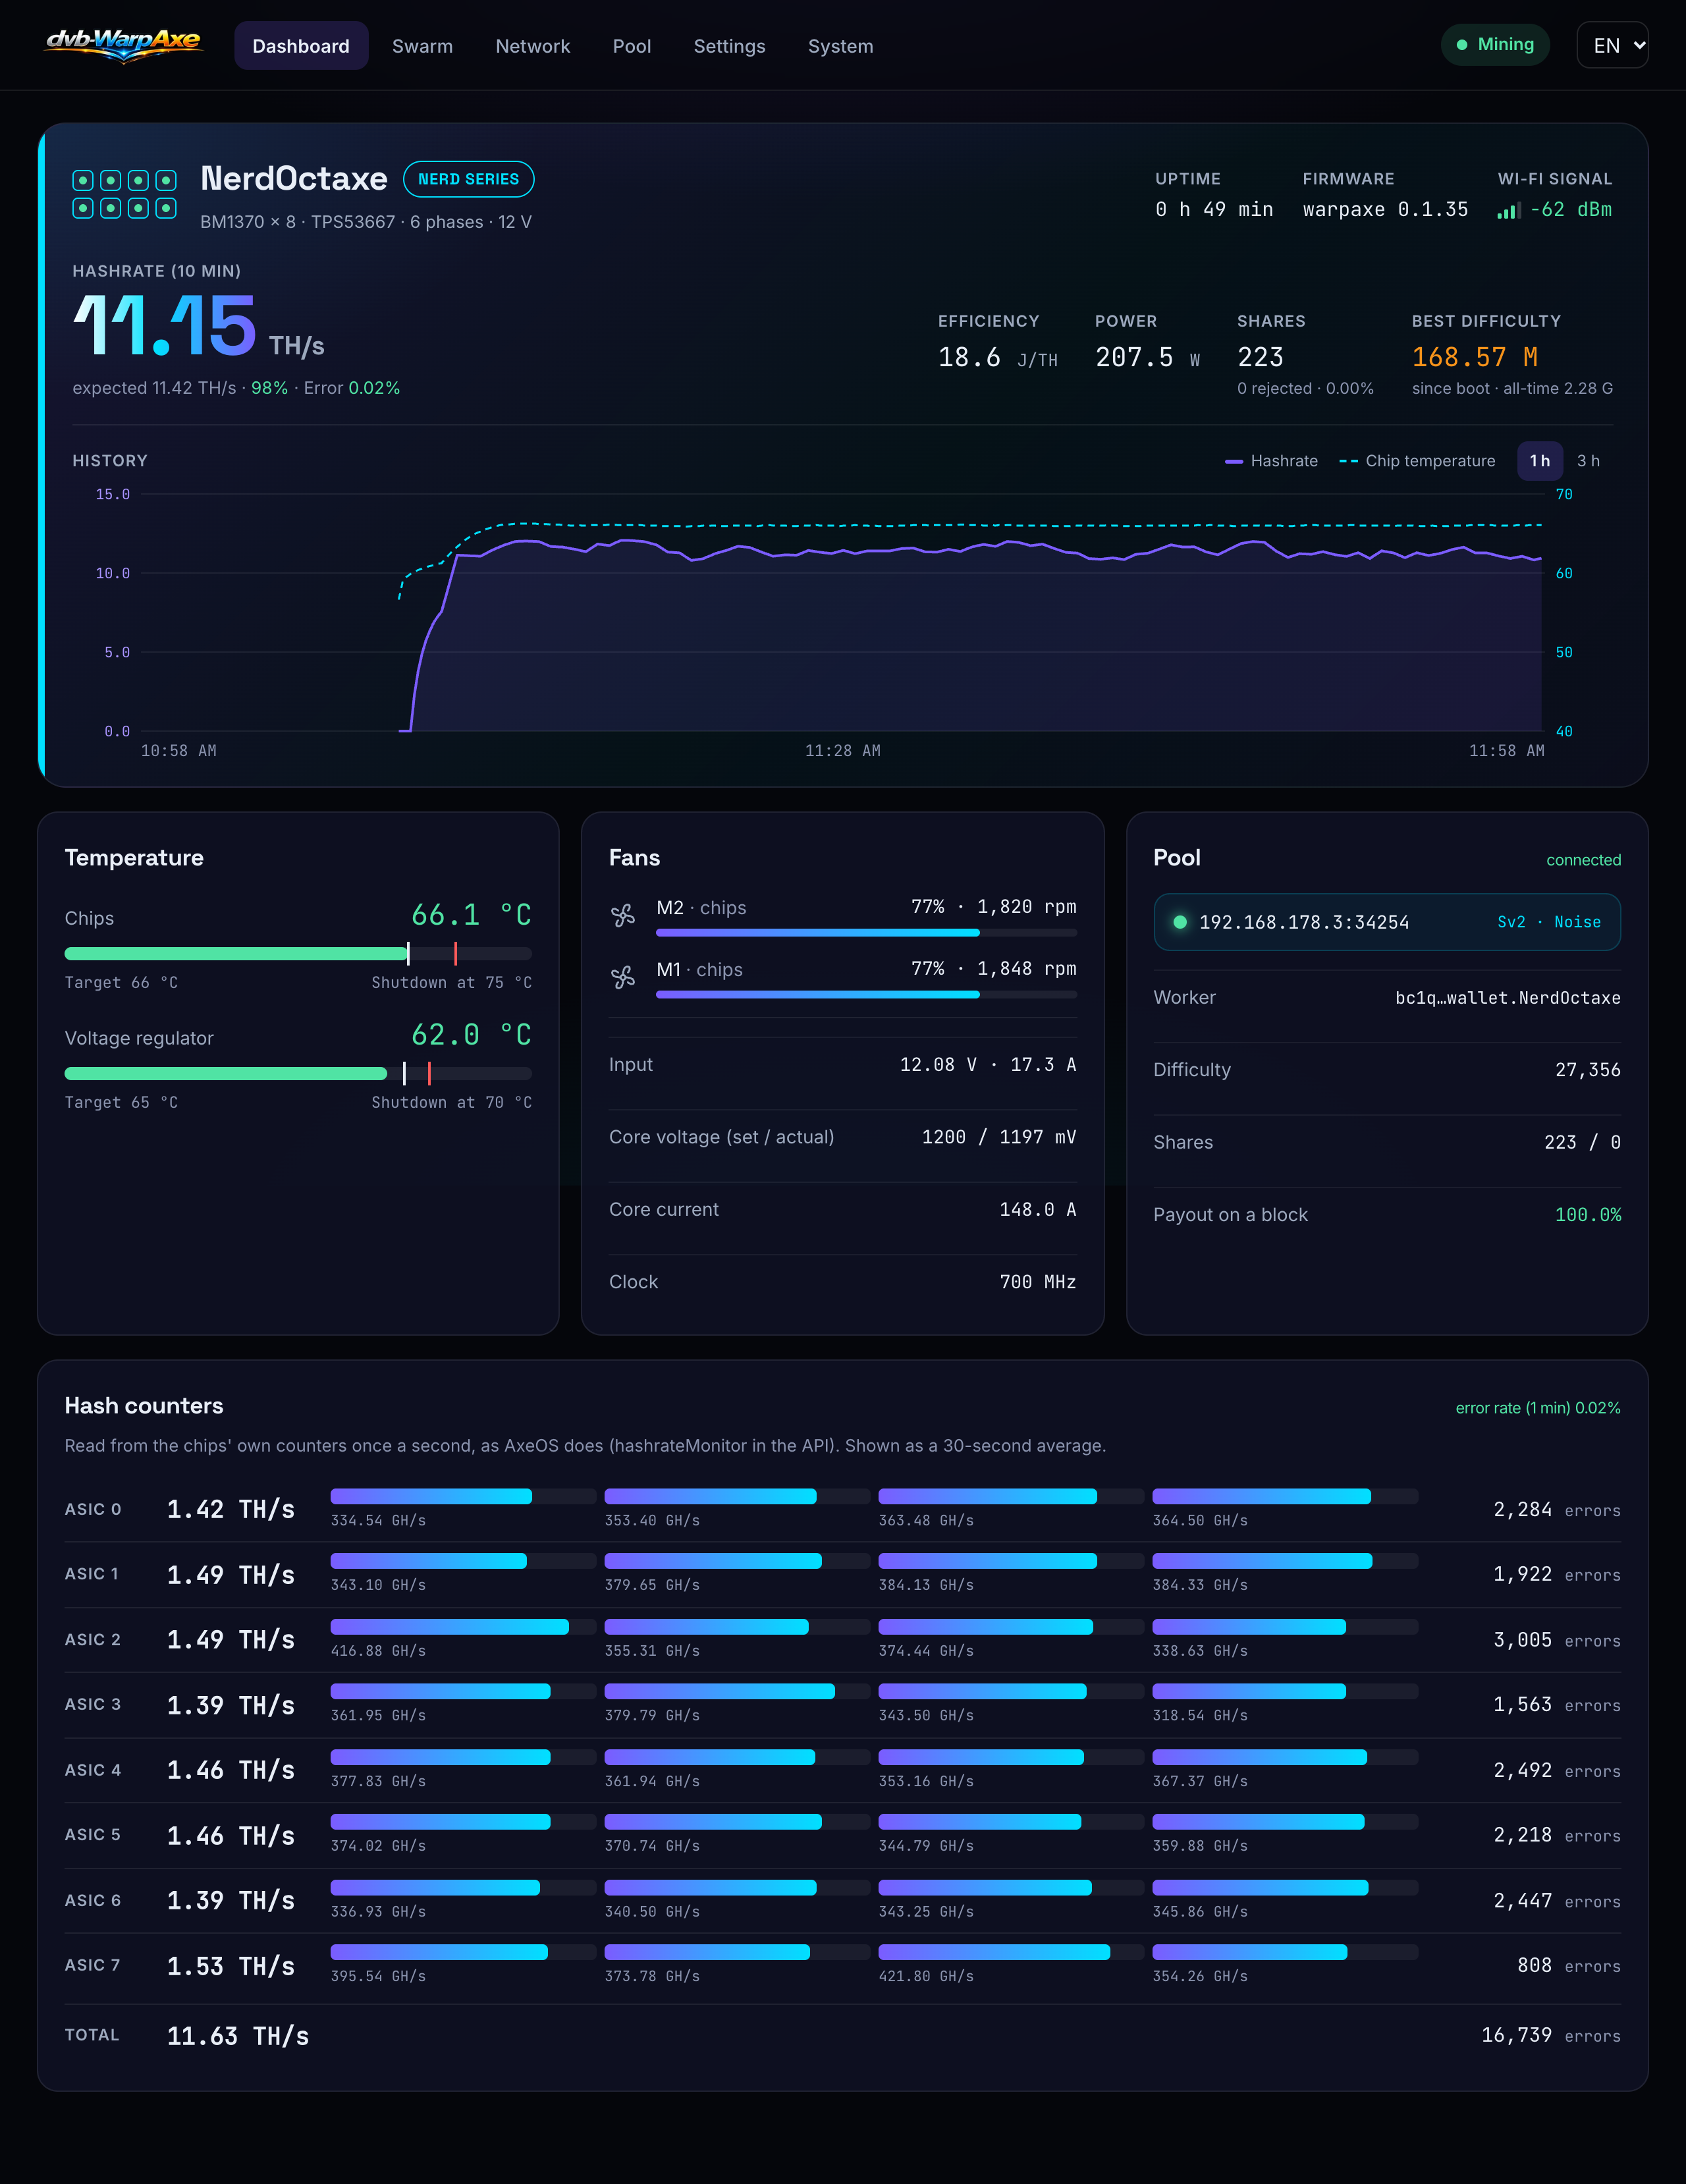 dvb-WarpAxe
Dashboard
Swarm
Network
Pool
Settings
System
Mining
EN
NerdOctaxe
NERD SERIES
BM1370 × 8 · TPS53667 · 6 phases · 12 V
UPTIME
0 h 49 min
FIRMWARE
warpaxe 0.1.35
WI-FI SIGNAL
-62 dBm
HASHRATE (10 MIN)
11.15 TH/s
expected 11.42 TH/s · 98% · Error 0.02%
EFFICIENCY
18.6 J/TH
POWER
207.5 W
SHARES
223
0 rejected · 0.00%
BEST DIFFICULTY
168.57 M
since boot · all-time 2.28 G
HISTORY
Hashrate
Chip temperature
1 h
3 h
15.0
70
10.0
60
5.0
50
0.0
40
10:58 AM
11:28 AM
11:58 AM
Temperature
Chips
66.1 °C
Target 66 °C
Shutdown at 75 °C
Voltage regulator
62.0 °C
Target 65 °C
Shutdown at 70 °C
Fans
M2 · chips
77% · 1,820 rpm
M1 · chips
77% · 1,848 rpm
Input
12.08 V · 17.3 A
Core voltage (set / actual)
1200 / 1197 mV
Core current
148.0 A
Clock
700 MHz
Pool
connected
192.168.178.3:34254
Sv2 · Noise
Worker
bc1q…wallet.NerdOctaxe
Difficulty
27,356
Shares
223 / 0
Payout on a block
100.0%
Hash counters
error rate (1 min) 0.02%
Read from the chips' own counters once a second, as AxeOS does (hashrateMonitor in the API). Shown as a 30-second average.
ASIC 0 1.42 TH/s 2,284 errors
334.54 GH/s 353.40 GH/s 363.48 GH/s 364.50 GH/s
ASIC 1 1.49 TH/s 1,922 errors
343.10 GH/s 379.65 GH/s 384.13 GH/s 384.33 GH/s
ASIC 2 1.49 TH/s 3,005 errors
416.88 GH/s 355.31 GH/s 374.44 GH/s 338.63 GH/s
ASIC 3 1.39 TH/s 1,563 errors
361.95 GH/s 379.79 GH/s 343.50 GH/s 318.54 GH/s
ASIC 4 1.46 TH/s 2,492 errors
377.83 GH/s 361.94 GH/s 353.16 GH/s 367.37 GH/s
ASIC 5 1.46 TH/s 2,218 errors
374.02 GH/s 370.74 GH/s 344.79 GH/s 359.88 GH/s
ASIC 6 1.39 TH/s 2,447 errors
336.93 GH/s 340.50 GH/s 343.25 GH/s 345.86 GH/s
ASIC 7 1.53 TH/s 808 errors
395.54 GH/s 373.78 GH/s 421.80 GH/s 354.26 GH/s
TOTAL 11.63 TH/s 16,739 errors